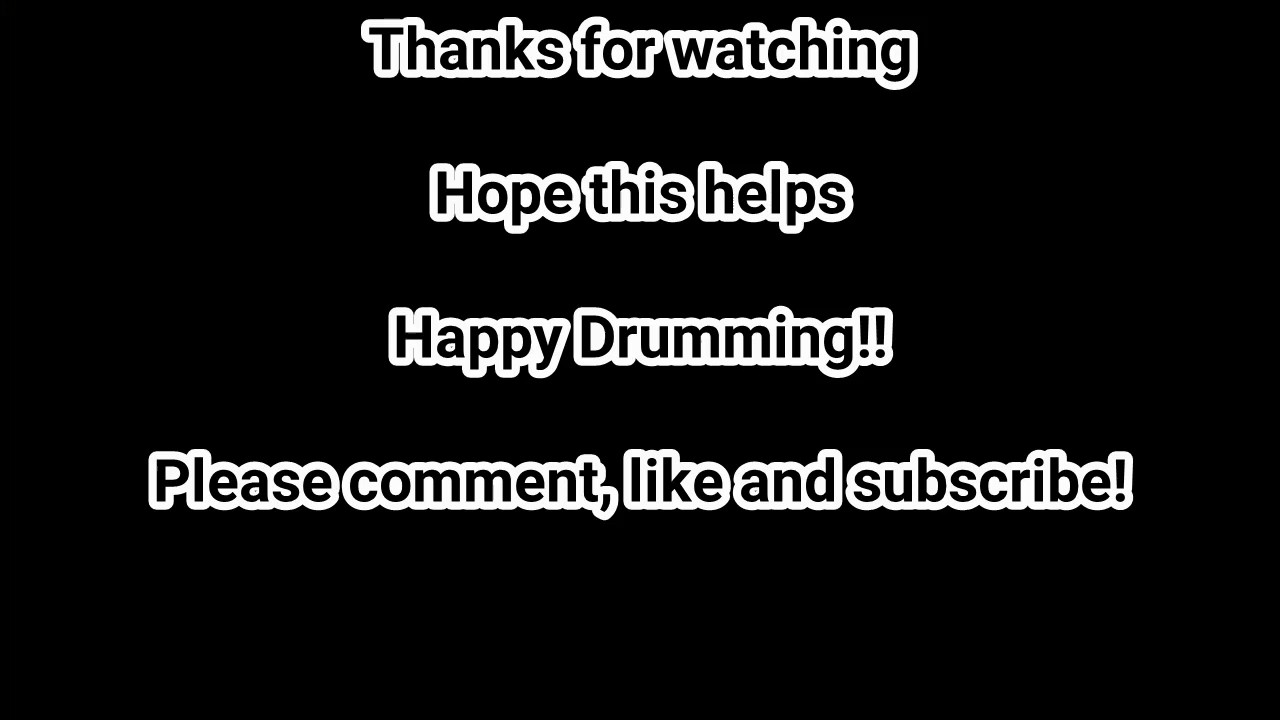 Thanks for watching
Hope this helps
Happy Drumming!!
Please comment, like and subscribe!